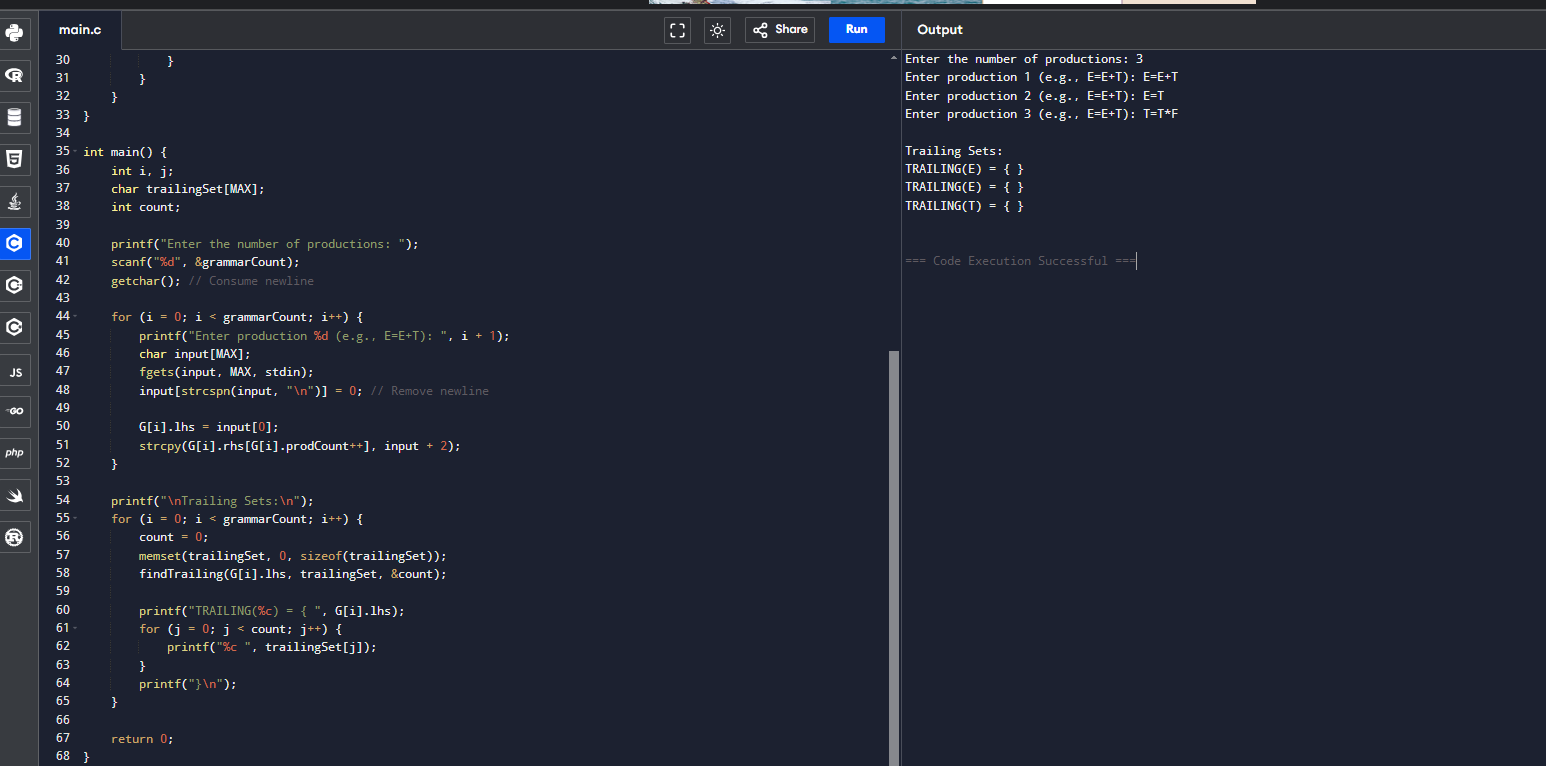 main.c
Share
Run
Output
30 }
31 }
32 }
33 }
34
35 int main() {
36 int i, j;
37 char trailingSet[MAX];
38 int count;
39
40 printf("Enter the number of productions: ");
41 scanf("%d", &grammarCount);
42 getchar(); // Consume newline
43
44 for (i = 0; i < grammarCount; i++) {
45 printf("Enter production %d (e.g., E=E+T): ", i + 1);
46 char input[MAX];
47 fgets(input, MAX, stdin);
48 input[strcspn(input, "\n")] = 0; // Remove newline
49
50 G[i].lhs = input[0];
51 strcpy(G[i].rhs[G[i].prodCount++], input + 2);
52 }
53
54 printf("\nTrailing Sets:\n");
55 for (i = 0; i < grammarCount; i++) {
56 count = 0;
57 memset(trailingSet, 0, sizeof(trailingSet));
58 findTrailing(G[i].lhs, trailingSet, &count);
59
60 printf("TRAILING(%c) = { ", G[i].lhs);
61 for (j = 0; j < count; j++) {
62 printf("%c ", trailingSet[j]);
63 }
64 printf("}\n");
65 }
66
67 return 0;
68 }
Enter the number of productions: 3
Enter production 1 (e.g., E=E+T): E=E+T
Enter production 2 (e.g., E=E+T): E=T
Enter production 3 (e.g., E=E+T): T=T*F
Trailing Sets:
TRAILING(E) = { }
TRAILING(E) = { }
TRAILING(T) = { }
=== Code Execution Successful ===
R
5
C
C
C
JS
GO
php
R